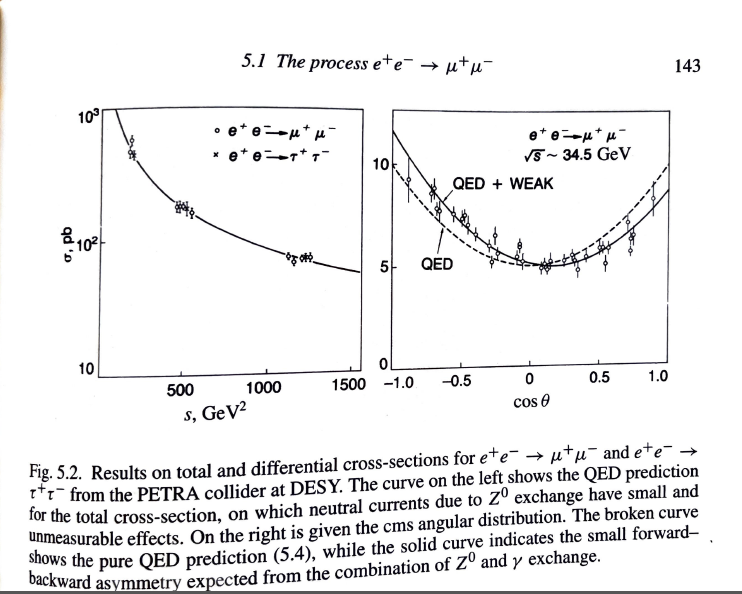 5.1 The process e⁺e⁻ → μ⁺μ⁻
143
10³
10²
10
σ, pb
∘ e⁺ e⁻→μ⁺ μ⁻
× e⁺ e⁻→τ⁺ τ⁻
500 1000 1500
s, GeV²
10
5
0
e⁺ e⁻→μ⁺ μ⁻
√s ~ 34.5 GeV
QED + WEAK
QED
−1.0 −0.5 0 0.5 1.0
cos θ
Fig. 5.2. Results on total and differential cross-sections for e⁺e⁻ → μ⁺μ⁻ and e⁺e⁻ →
τ⁺τ⁻ from the PETRA collider at DESY. The curve on the left shows the QED prediction
for the total cross-section, on which neutral currents due to Z⁰ exchange have small and
unmeasurable effects. On the right is given the cms angular distribution. The broken curve
shows the pure QED prediction (5.4), while the solid curve indicates the small forward–
backward asymmetry expected from the combination of Z⁰ and γ exchange.